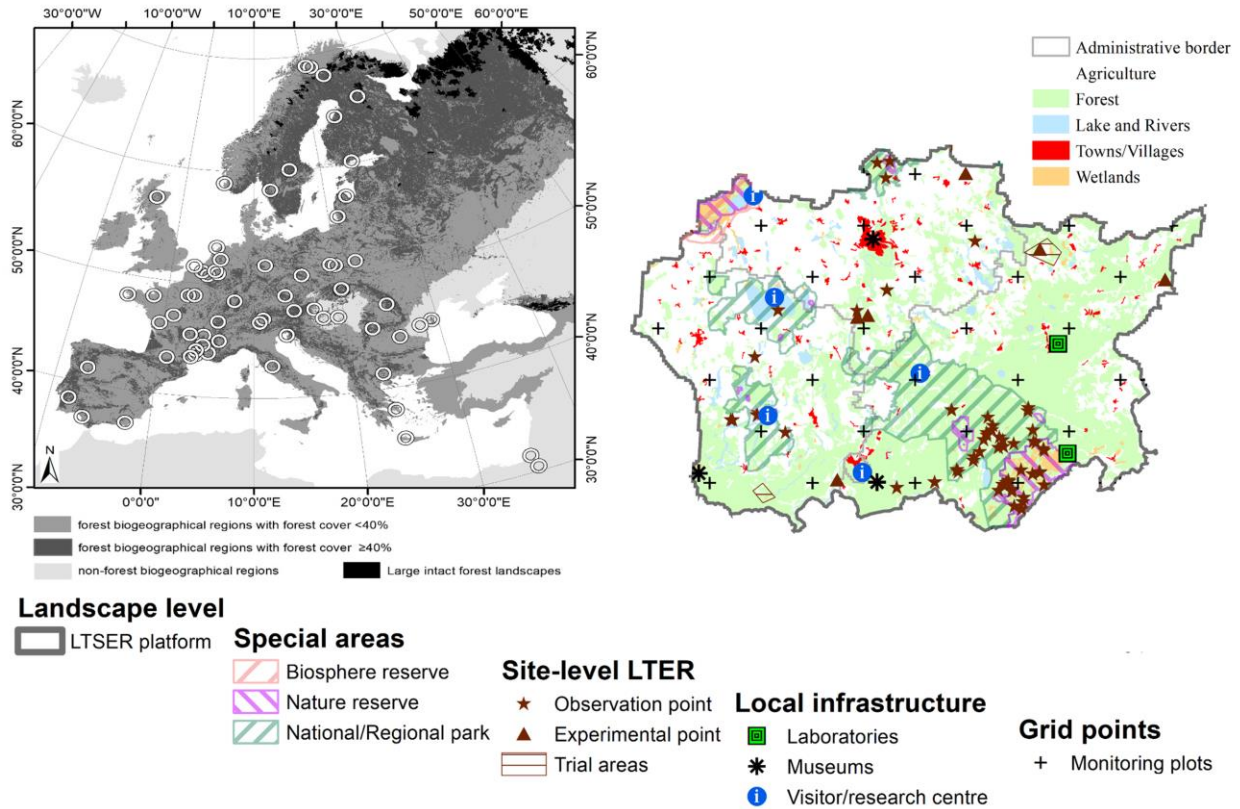 30°0'0"W 10°0'0"W 10°0'0"E 30°0'0"E 50°0'0"E 60°0'0"E
60°0'0"N
50°0'0"N
40°0'0"N
30°0'0"N
60°0'0"N
50°0'0"N
40°0'0"N
30°0'0"N
N
0°0'0" 10°0'0"E 20°0'0"E 30°0'0"E
forest biogeographical regions with forest cover <40%
forest biogeographical regions with forest cover ≥40%
non-forest biogeographical regions Large intact forest landscapes
Administrative border
Agriculture
Forest
Lake and Rivers
Towns/Villages
Wetlands
Landscape level
LTSER platform
Special areas
Biosphere reserve
Nature reserve
National/Regional park
Site-level LTER
Observation point
Experimental point
Trial areas
Local infrastructure
Laboratories
Museums
Visitor/research centre
Grid points
Monitoring plots